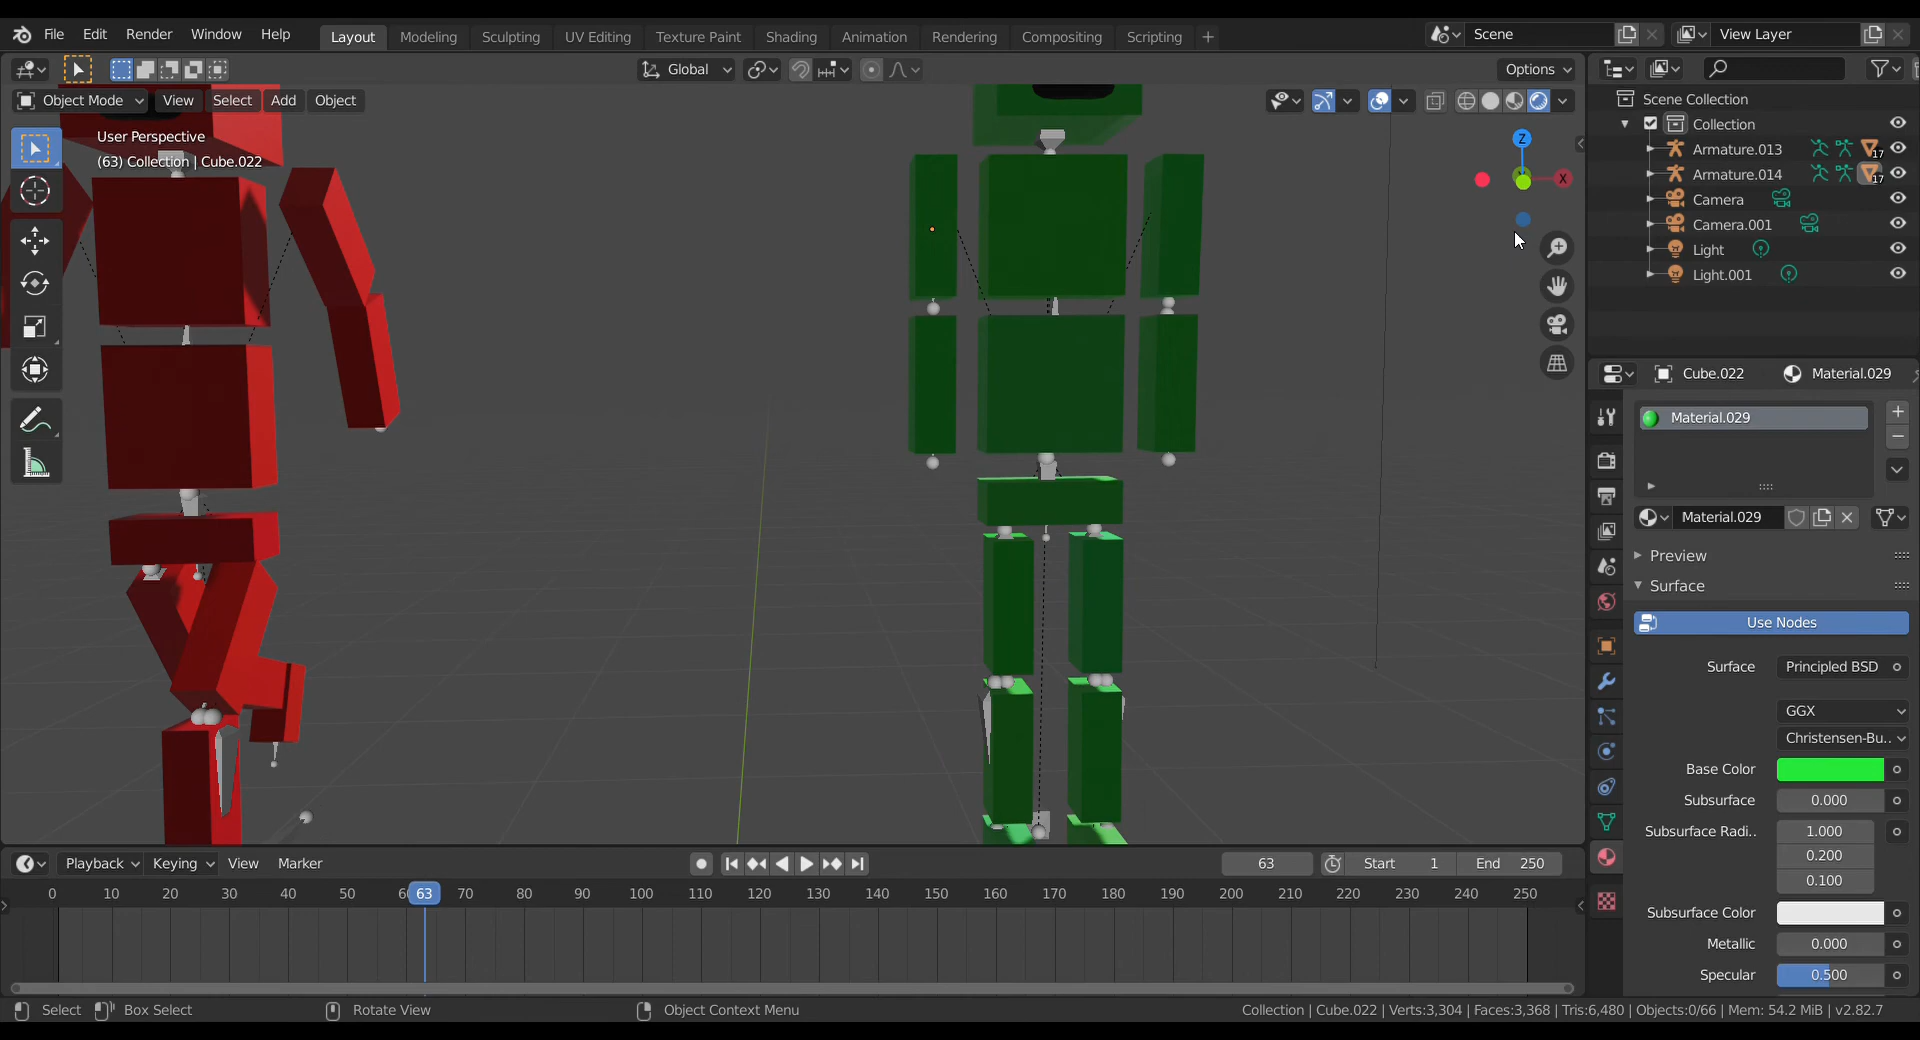 File Edit Render Window Help Layout Modeling Sculpting UV Editing Texture Paint Shading Animation Rendering Compositing Scripting + Scene View Layer
Global Options
Object Mode View Select Add Object
User Perspective
(63) Collection | Cube.022
Z
X
Scene Collection
Collection
Armature.013 17
Armature.014 17
Camera
Camera.001
Light
Light.001
Cube.022 Material.029
Material.029
Material.029
Preview
Surface
Use Nodes
Surface Principled BSD
GGX
Christensen-Bu..
Base Color
Subsurface 0.000
Subsurface Radi.. 1.000
0.200
0.100
Subsurface Color
Metallic 0.000
Specular 0.500
Playback Keying View Marker 63 Start 1 End 250
0 10 20 30 40 50 6 63 70 80 90 100 110 120 130 140 150 160 170 180 190 200 210 220 230 240 250
Select Box Select Rotate View Object Context Menu Collection | Cube.022 | Verts:3,304 | Faces:3,368 | Tris:6,480 | Objects:0/66 | Mem: 54.2 MiB | v2.82.7